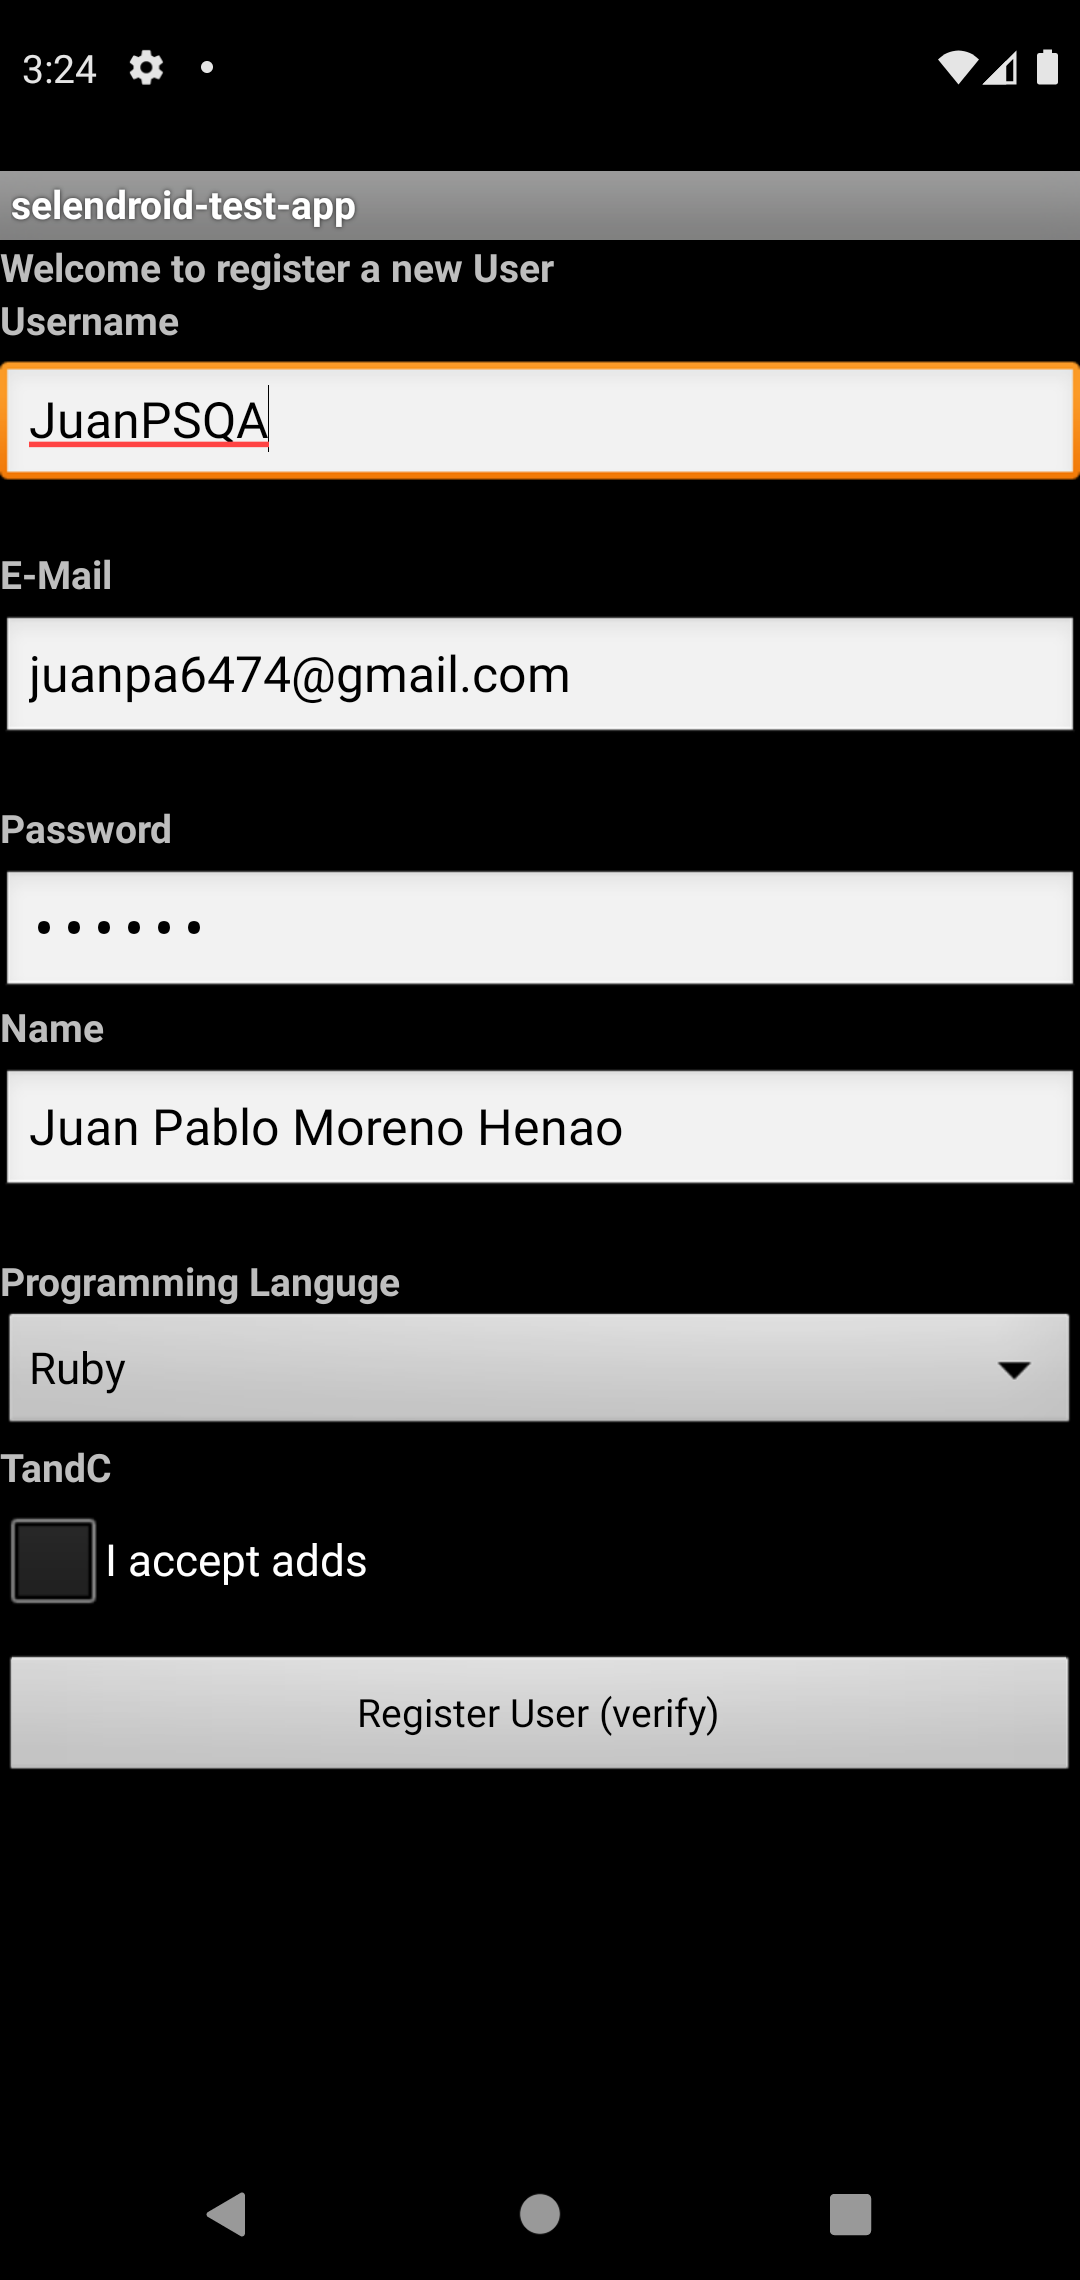 3:24
selendroid-test-app
Welcome to register a new User
Username
JuanPSQA
E-Mail
juanpa6474@gmail.com
Password
••••••
Name
Juan Pablo Moreno Henao
Programming Languge
Ruby
TandC
I accept adds
Register User (verify)